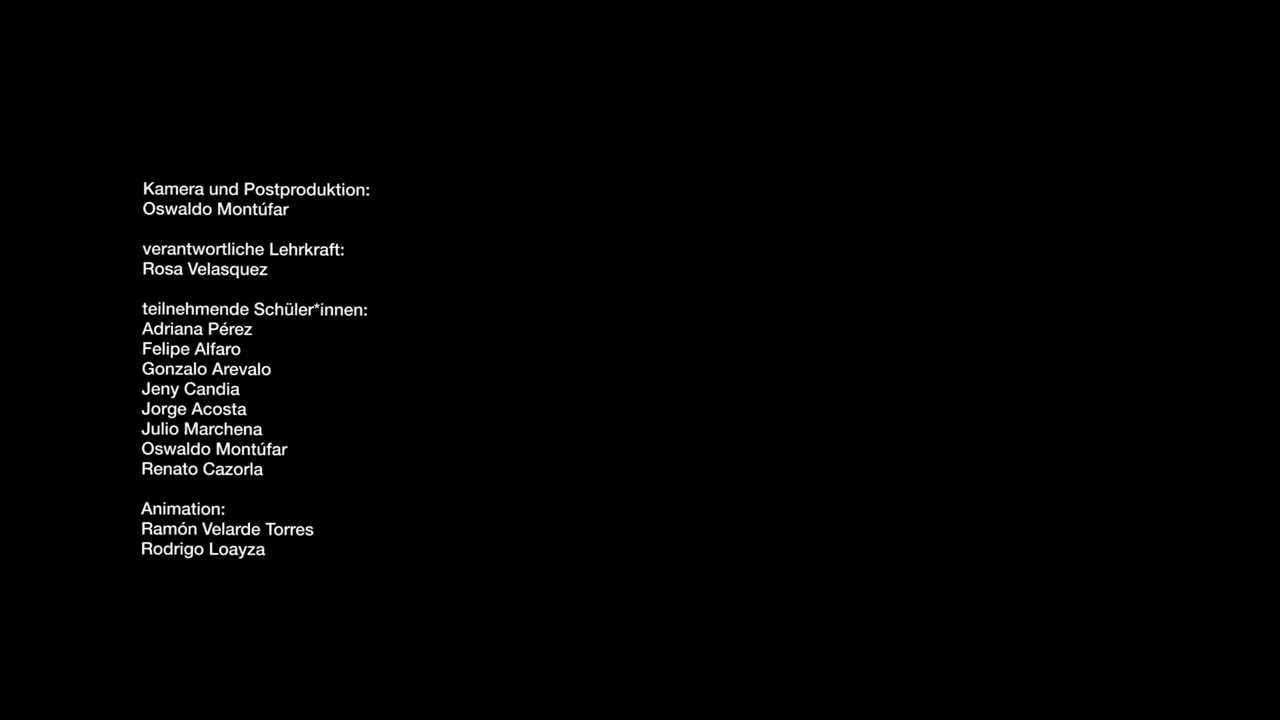 Kamera und Postproduktion:
Oswaldo Montúfar
verantwortliche Lehrkraft:
Rosa Velasquez
teilnehmende Schüler*innen:
Adriana Pérez
Felipe Alfaro
Gonzalo Arevalo
Jeny Candia
Jorge Acosta
Julio Marchena
Oswaldo Montúfar
Renato Cazorla
Animation:
Ramón Velarde Torres
Rodrigo Loayza